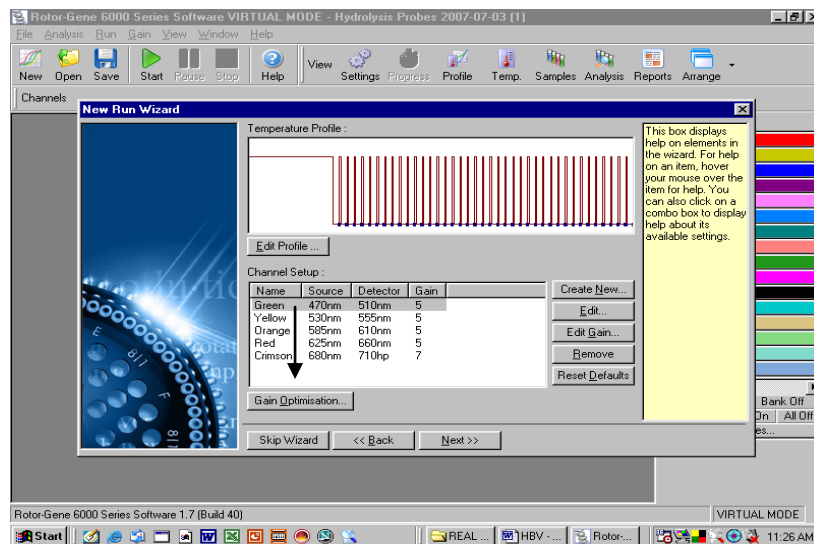 Rotor-Gene 6000 Series Software VIRTUAL MODE - Hydrolysis Probes 2007-07-03 (1)
File Analysis Run Gain View Window Help
New Open Save Start Pause Stop Help View Settings Progress Profile Temp. Samples Analysis Reports Arrange
Channels
New Run Wizard
Temperature Profile :
Edit Profile ...
Channel Setup :
Name Source Detector Gain
Green 470nm 510nm 5
Yellow 530nm 555nm 5
Orange 585nm 610nm 5
Red 625nm 660nm 5
Crimson 680nm 710hp 7
Create New...
Edit...
Edit Gain...
Remove
Reset Defaults
Gain Optimisation...
Skip Wizard << Back Next >>
This box displays
help on elements in
the wizard. For help
on an item, hover
your mouse over the
item for help. You
can also click on a
combo box to display
help about its
available settings.
Bank Off
On All Off
es...
Rotor-Gene 6000 Series Software 1.7 (Build 40) VIRTUAL MODE
Start REAL ... HBV - ... Rotor-... 11:26 AM